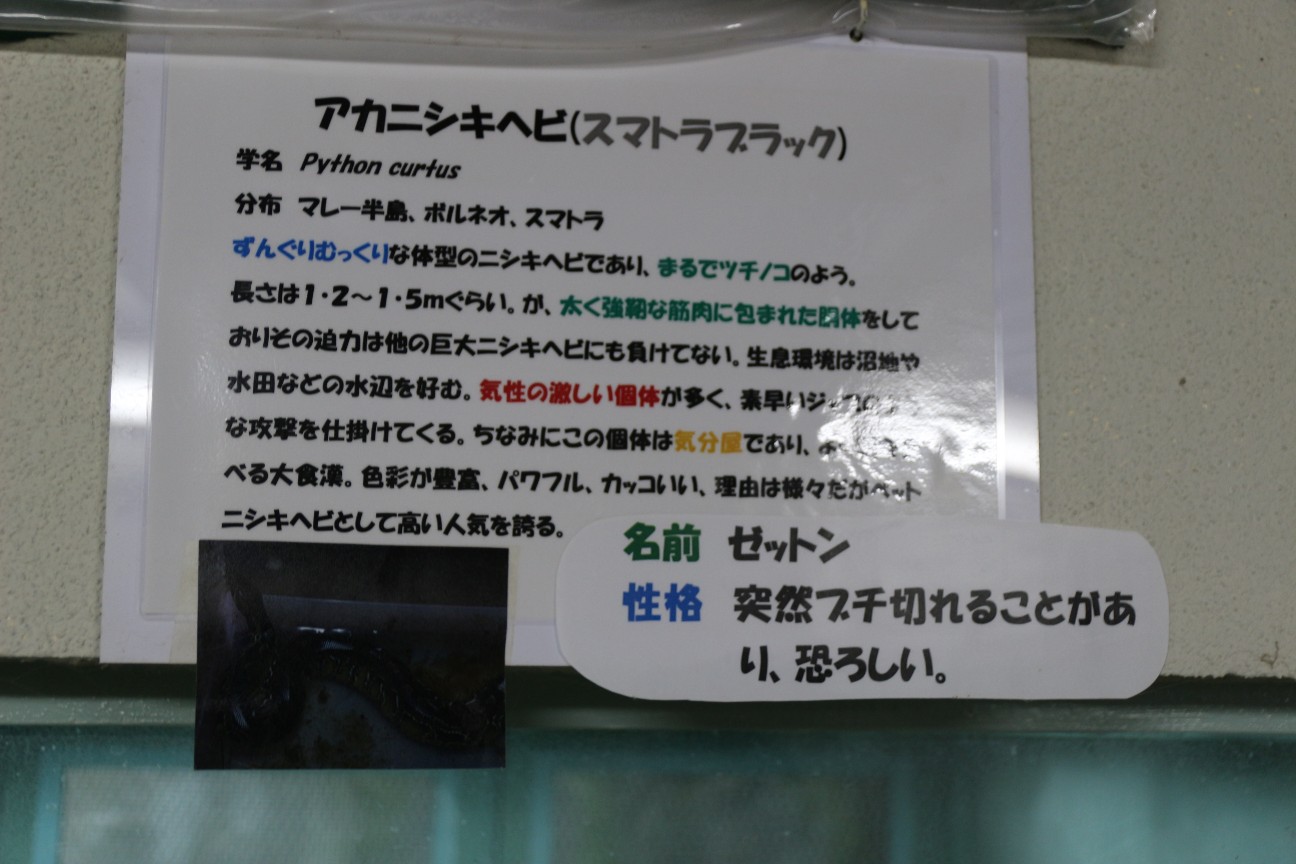 アカニシキヘビ(スマトラブラック)
学名 Python curtus
分布 マレー半島、ボルネオ、スマトラ
ずんぐりむっくりな体型のニシキヘビであり、まるでツチノコのよう。
長さは1・2～1・5mぐらい。が、太く強靭な筋肉に包まれた胴体をして
おりその迫力は他の巨大ニシキヘビにも負けてない。生息環境は沼地や
水田などの水辺を好む。気性の激しい個体が多く、素早い
な攻撃を仕掛けてくる。ちなみにこの個体は気分屋であり、
べる大食漢。色彩が豊富、パワフル、カッコいい、理由は様々だがペット
ニシキヘビとして高い人気を誇る。
名前 ゼットン
性格 突然ブチ切れることがあ
り、恐ろしい。